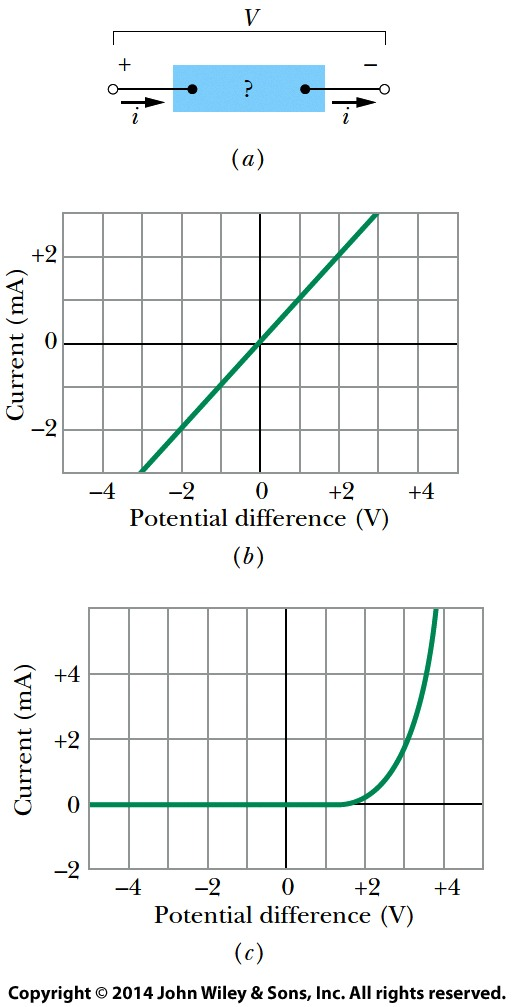 V
+ –
?
i i
(a)
+2
0
–2
Current (mA)
–4 –2 0 +2 +4
Potential difference (V)
(b)
+4
+2
0
–2
Current (mA)
–4 –2 0 +2 +4
Potential difference (V)
(c)
Copyright © 2014 John Wiley & Sons, Inc. All rights reserved.